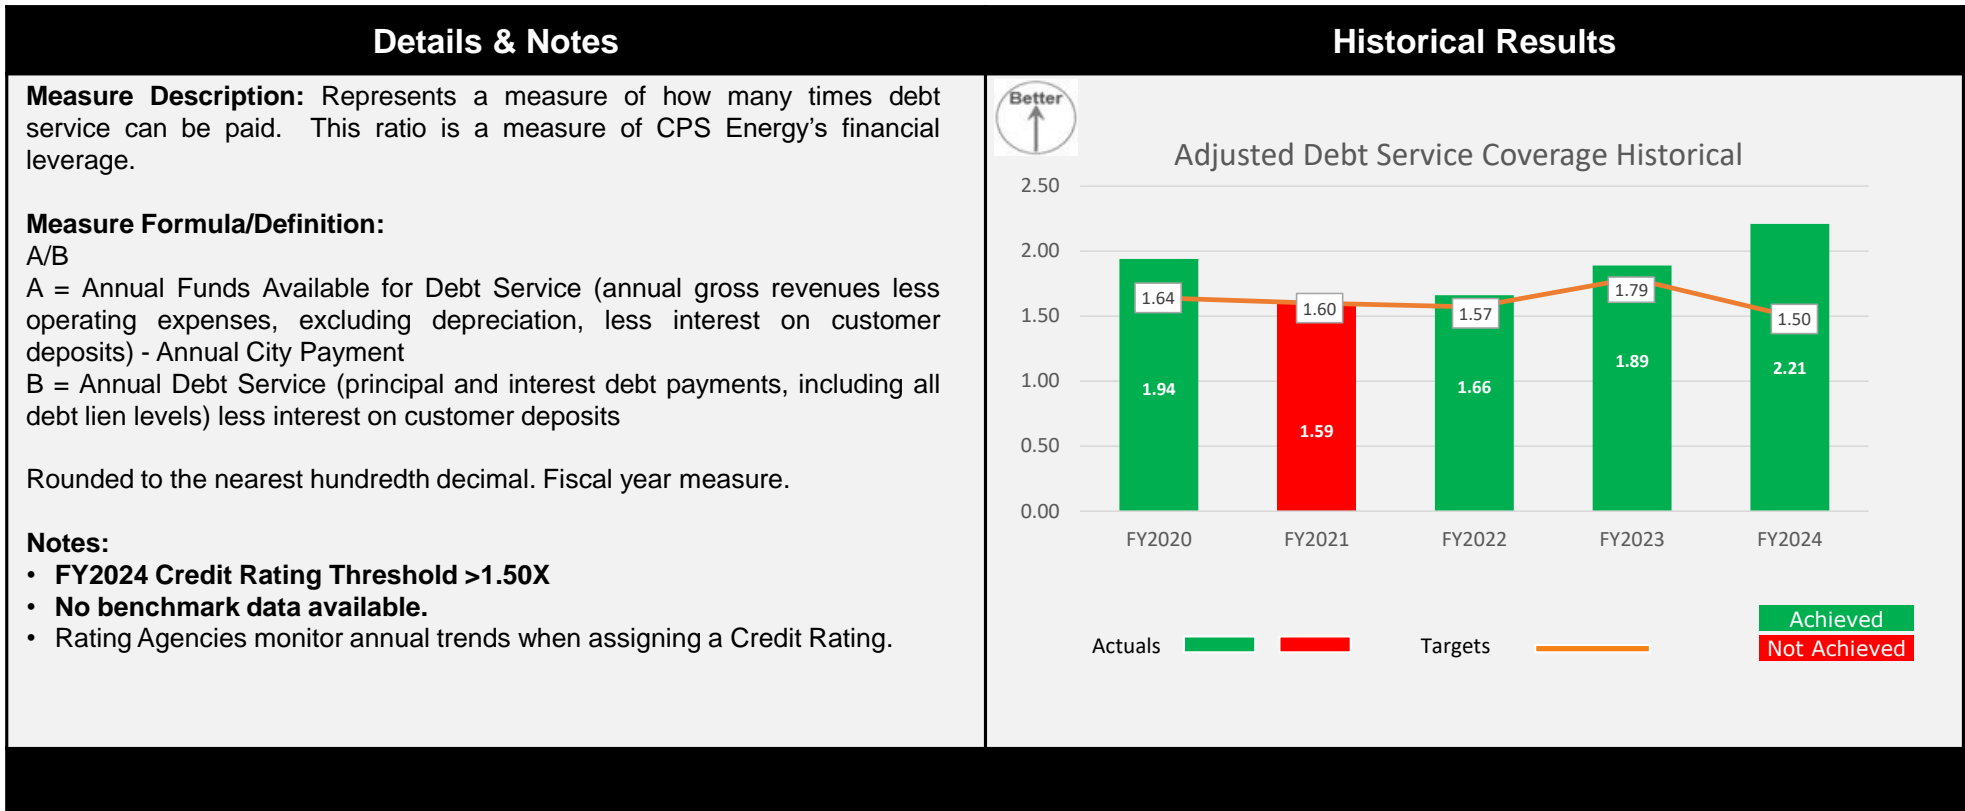 Details & Notes
Measure Description: Represents a measure of how many times debt
service can be paid. This ratio is a measure of CPS Energy’s financial
leverage.
Measure Formula/Definition:
A/B
A = Annual Funds Available for Debt Service (annual gross revenues less
operating expenses, excluding depreciation, less interest on customer
deposits) - Annual City Payment
B = Annual Debt Service (principal and interest debt payments, including all
debt lien levels) less interest on customer deposits
Rounded to the nearest hundredth decimal. Fiscal year measure.
Notes:
• FY2024 Credit Rating Threshold >1.50X
• No benchmark data available.
• Rating Agencies monitor annual trends when assigning a Credit Rating.
Historical Results
Better
Adjusted Debt Service Coverage Historical
2.50
2.00
1.50
1.00
0.50
0.00
1.64
1.60
1.57
1.79
1.50
1.94
1.59
1.66
1.89
2.21
FY2020
FY2021
FY2022
FY2023
FY2024
Actuals
Targets
Achieved
Not Achieved